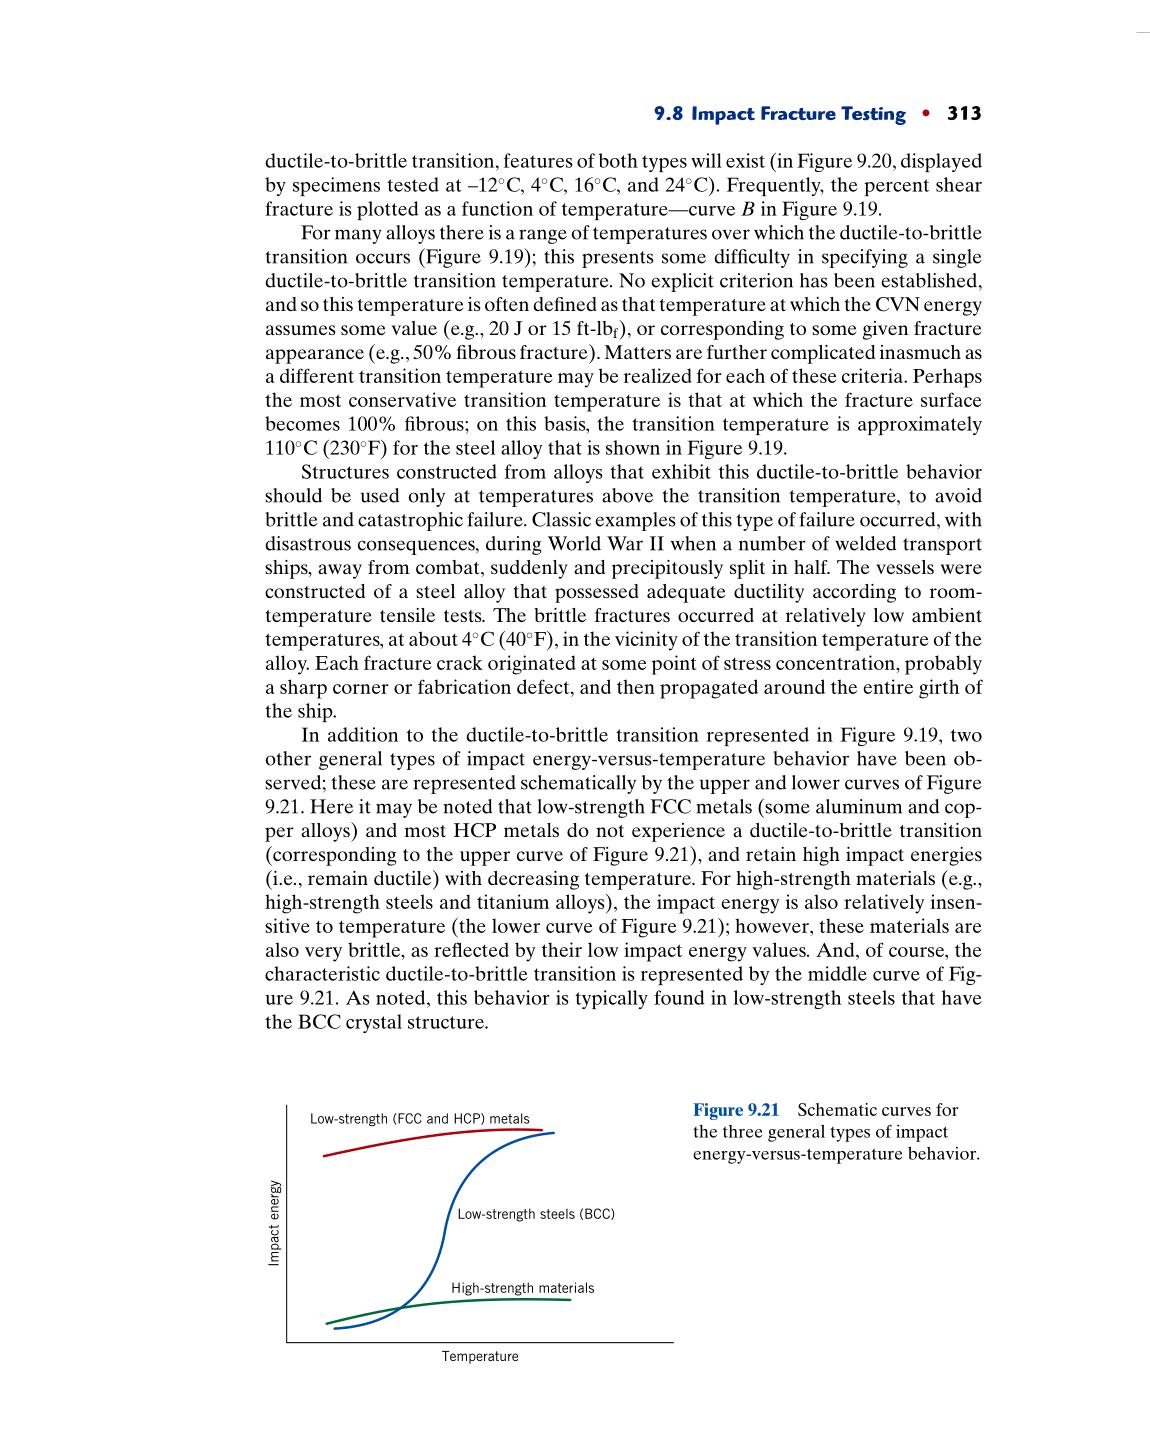 9.8 Impact Fracture Testing • 313
ductile-to-brittle transition, features of both types will exist (in Figure 9.20, displayed
by specimens tested at –12°C, 4°C, 16°C, and 24°C). Frequently, the percent shear
fracture is plotted as a function of temperature—curve B in Figure 9.19.
For many alloys there is a range of temperatures over which the ductile-to-brittle
transition occurs (Figure 9.19); this presents some difficulty in specifying a single
ductile-to-brittle transition temperature. No explicit criterion has been established,
and so this temperature is often defined as that temperature at which the CVN energy
assumes some value (e.g., 20 J or 15 ft-lbf), or corresponding to some given fracture
appearance (e.g., 50% fibrous fracture). Matters are further complicated inasmuch as
a different transition temperature may be realized for each of these criteria. Perhaps
the most conservative transition temperature is that at which the fracture surface
becomes 100% fibrous; on this basis, the transition temperature is approximately
110°C (230°F) for the steel alloy that is shown in Figure 9.19.
Structures constructed from alloys that exhibit this ductile-to-brittle behavior
should be used only at temperatures above the transition temperature, to avoid
brittle and catastrophic failure. Classic examples of this type of failure occurred, with
disastrous consequences, during World War II when a number of welded transport
ships, away from combat, suddenly and precipitously split in half. The vessels were
constructed of a steel alloy that possessed adequate ductility according to room-
temperature tensile tests. The brittle fractures occurred at relatively low ambient
temperatures, at about 4°C (40°F), in the vicinity of the transition temperature of the
alloy. Each fracture crack originated at some point of stress concentration, probably
a sharp corner or fabrication defect, and then propagated around the entire girth of
the ship.
In addition to the ductile-to-brittle transition represented in Figure 9.19, two
other general types of impact energy-versus-temperature behavior have been ob-
served; these are represented schematically by the upper and lower curves of Figure
9.21. Here it may be noted that low-strength FCC metals (some aluminum and cop-
per alloys) and most HCP metals do not experience a ductile-to-brittle transition
(corresponding to the upper curve of Figure 9.21), and retain high impact energies
(i.e., remain ductile) with decreasing temperature. For high-strength materials (e.g.,
high-strength steels and titanium alloys), the impact energy is also relatively insen-
sitive to temperature (the lower curve of Figure 9.21); however, these materials are
also very brittle, as reflected by their low impact energy values. And, of course, the
characteristic ductile-to-brittle transition is represented by the middle curve of Fig-
ure 9.21. As noted, this behavior is typically found in low-strength steels that have
the BCC crystal structure.
Low-strength (FCC and HCP) metals
Impact energy
Low-strength steels (BCC)
High-strength materials
Temperature
Figure 9.21 Schematic curves for
the three general types of impact
energy-versus-temperature behavior.